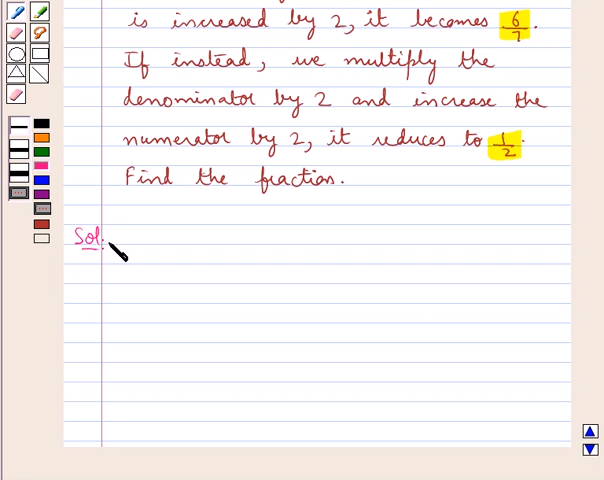 is increased by 2, it becomes 6/7.
If instead, we multiply the
denominator by 2 and increase the
numerator by 2, it reduces to 1/2.
Find the fraction.
Sol: